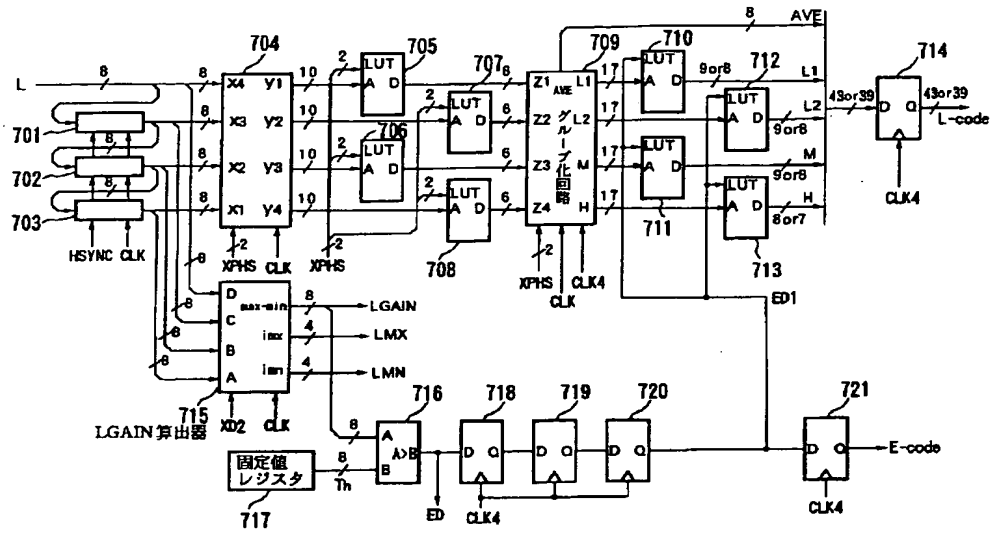 8 AVE
704 705 707 709 710 712 714
L 8 8 X4 Y1 10 2 LUT A D 6 Z1 AVE L1 17 LUT A D 9or8 L1
701 8 X3 Y2 10 2 LUT A D 6 Z2 L2 17 LUT A D 9or8 L2 43or39 D Q 43or39 L-code
8
702 8 X2 Y3 10 2 706 LUT A D 6 Z3 M 17 LUT A D 9or8 M
8
703 8 X1 Y4 10 2 LUT A D 6 Z4 H 17 LUT A D 8or7 H
グループ化回路
CLK4
HSYNC CLK 2 XPHS CLK XPHS 708 2 XPHS CLK CLK4 711 713
ED1
8 D max-min 8 LGAIN
8 C imx 4 LMX
8 B imn 4 LMN
8 A
715 XD2 CLK
LGAIN算出器
716 718 719 720 721
8 A A>B B D Q D Q D Q D Q E-code
固定値レジスタ 8 Th
717 ED CLK4 CLK4